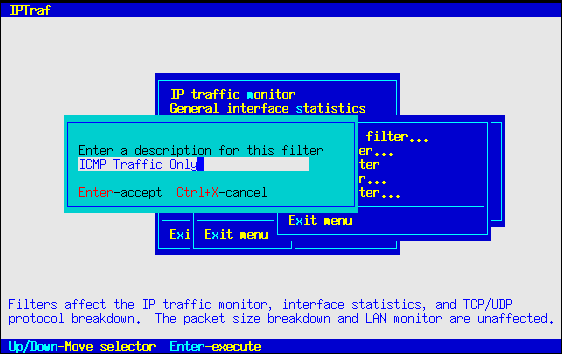 IPTraf
IP traffic monitor
General interface statistics
filter...
Enter a description for this filter
er...
ICMP Traffic Only
ter
r...
Enter-accept Ctrl+X-cancel
ter...
Exit menu
Exi
Exit menu
Filters affect the IP traffic monitor, interface statistics, and TCP/UDP
protocol breakdown. The packet size breakdown and LAN monitor are unaffected.
Up/Down-Move selector Enter-execute